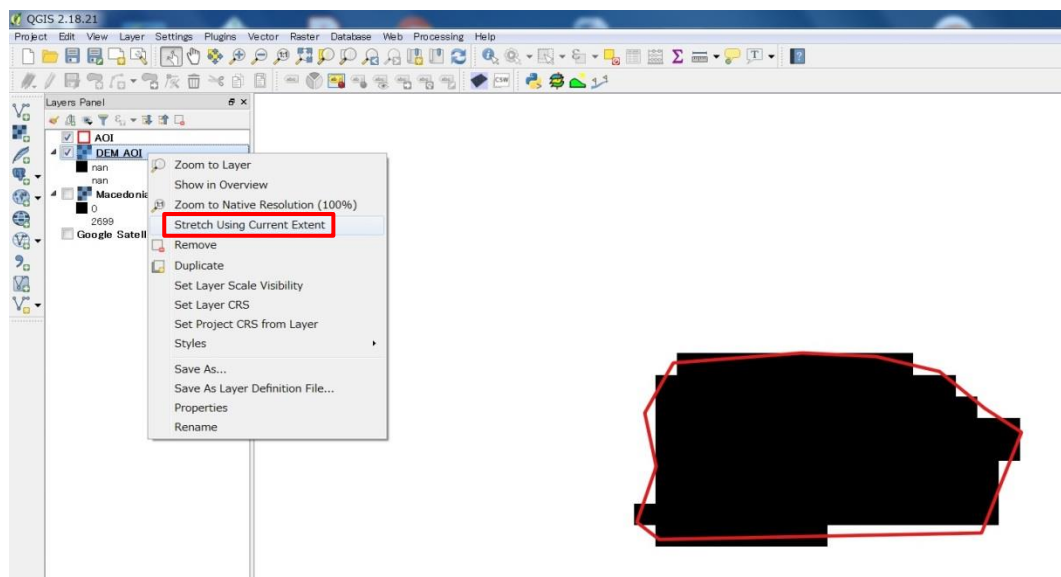 QGIS 2.18.21
Project Edit View Layer Settings Plugins Vector Raster Database Web Processing Help
CSW
Layers Panel
AOI
DEM AOI
nan
nan
Macedonia
0
2699
Google Satell
Zoom to Layer
Show in Overview
Zoom to Native Resolution (100%)
Stretch Using Current Extent
Remove
Duplicate
Set Layer Scale Visibility
Set Layer CRS
Set Project CRS from Layer
Styles
Save As...
Save As Layer Definition File...
Properties
Rename